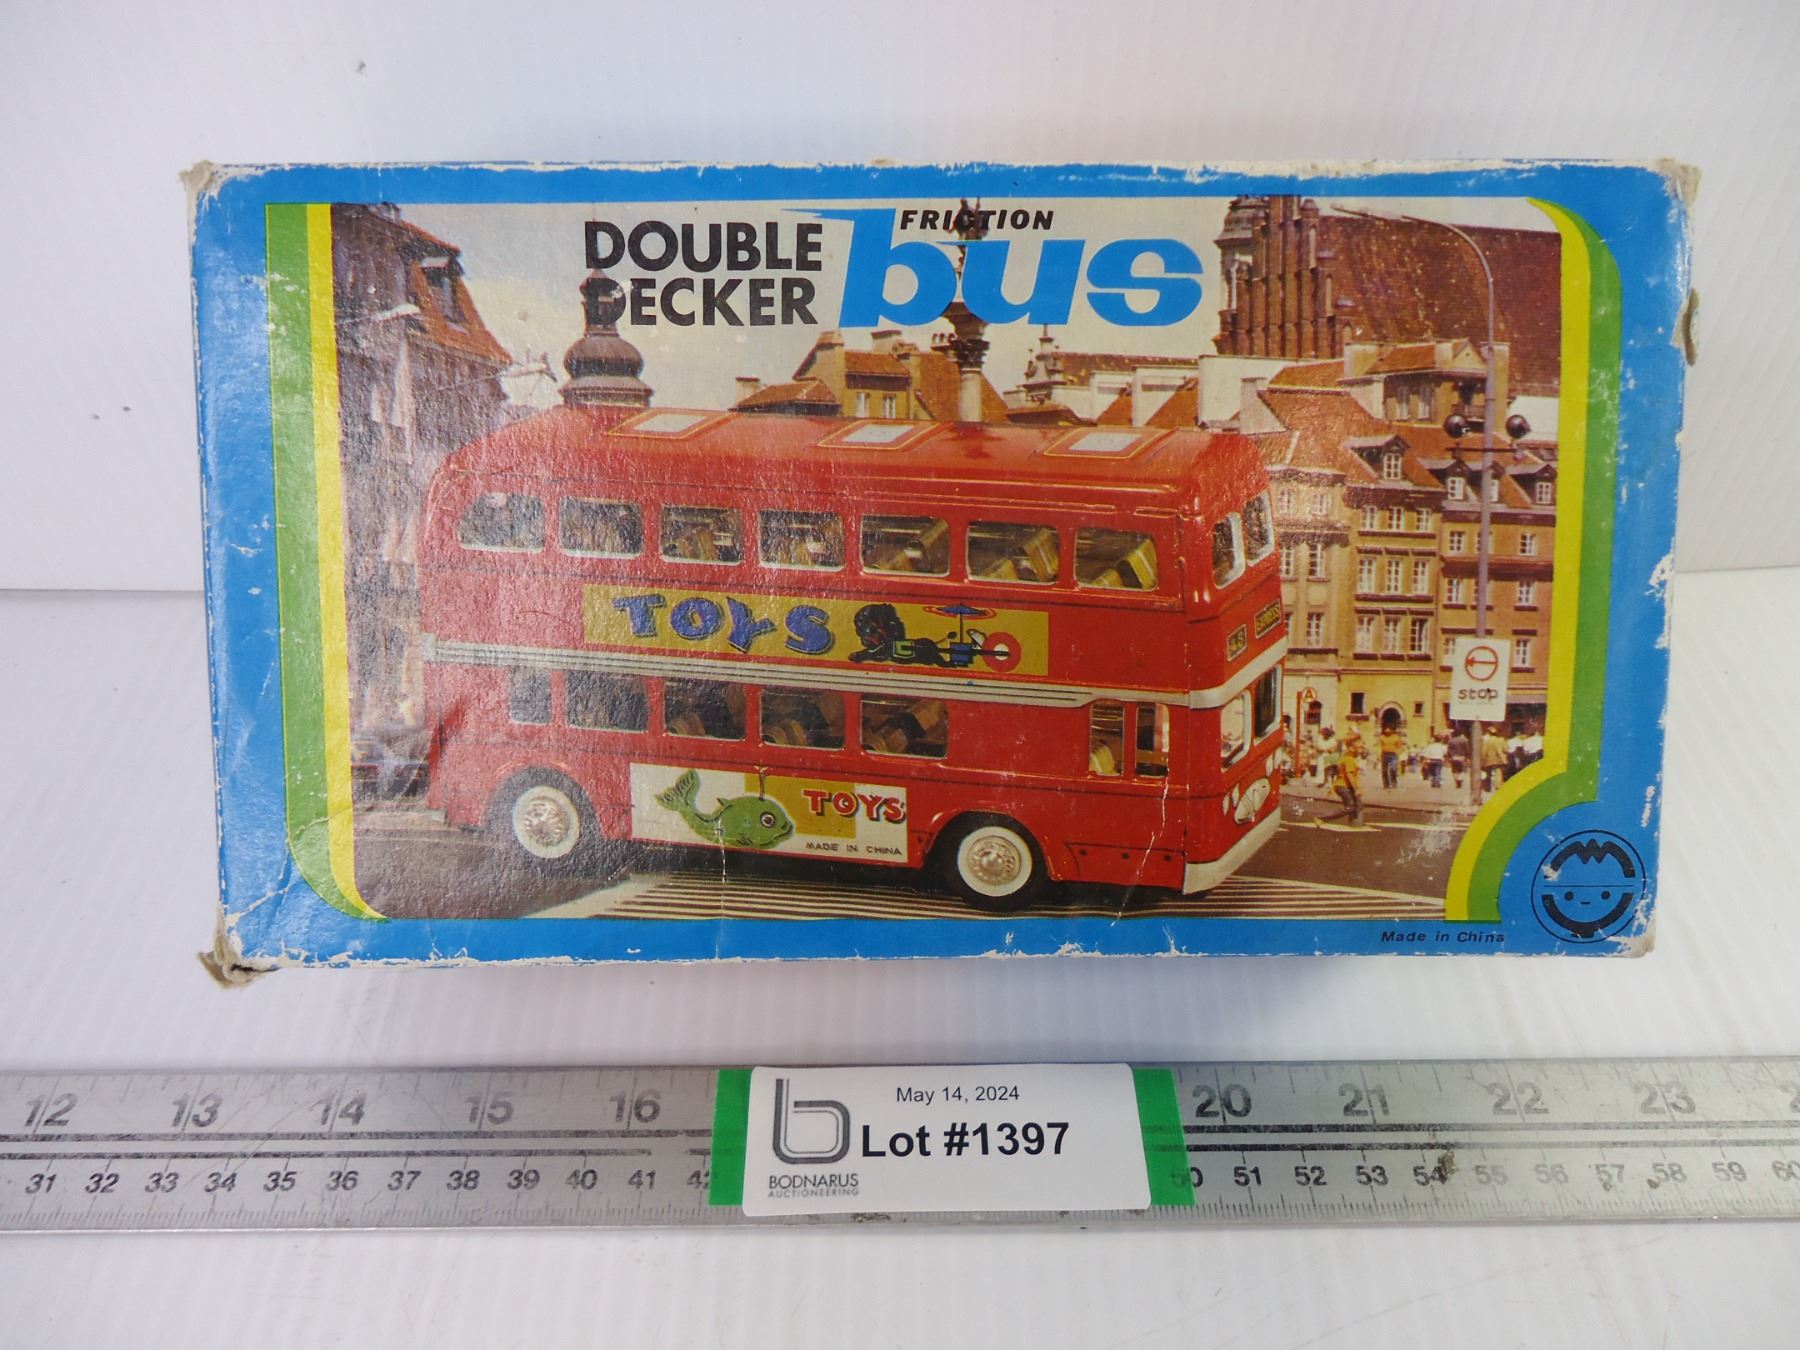 FRICTION
DOUBLE
DECKER
bus
TOYS
EXPRESS
TOYS
MADE IN CHINA
A
stop
Made in China
12 13 14 15 16 20 21 22 23
May 14, 2024
Lot #1397
BODNARUS
AUCTIONEERING
31 32 33 34 35 36 37 38 39 40 41 42 50 51 52 53 54 55 56 57 58 59 60